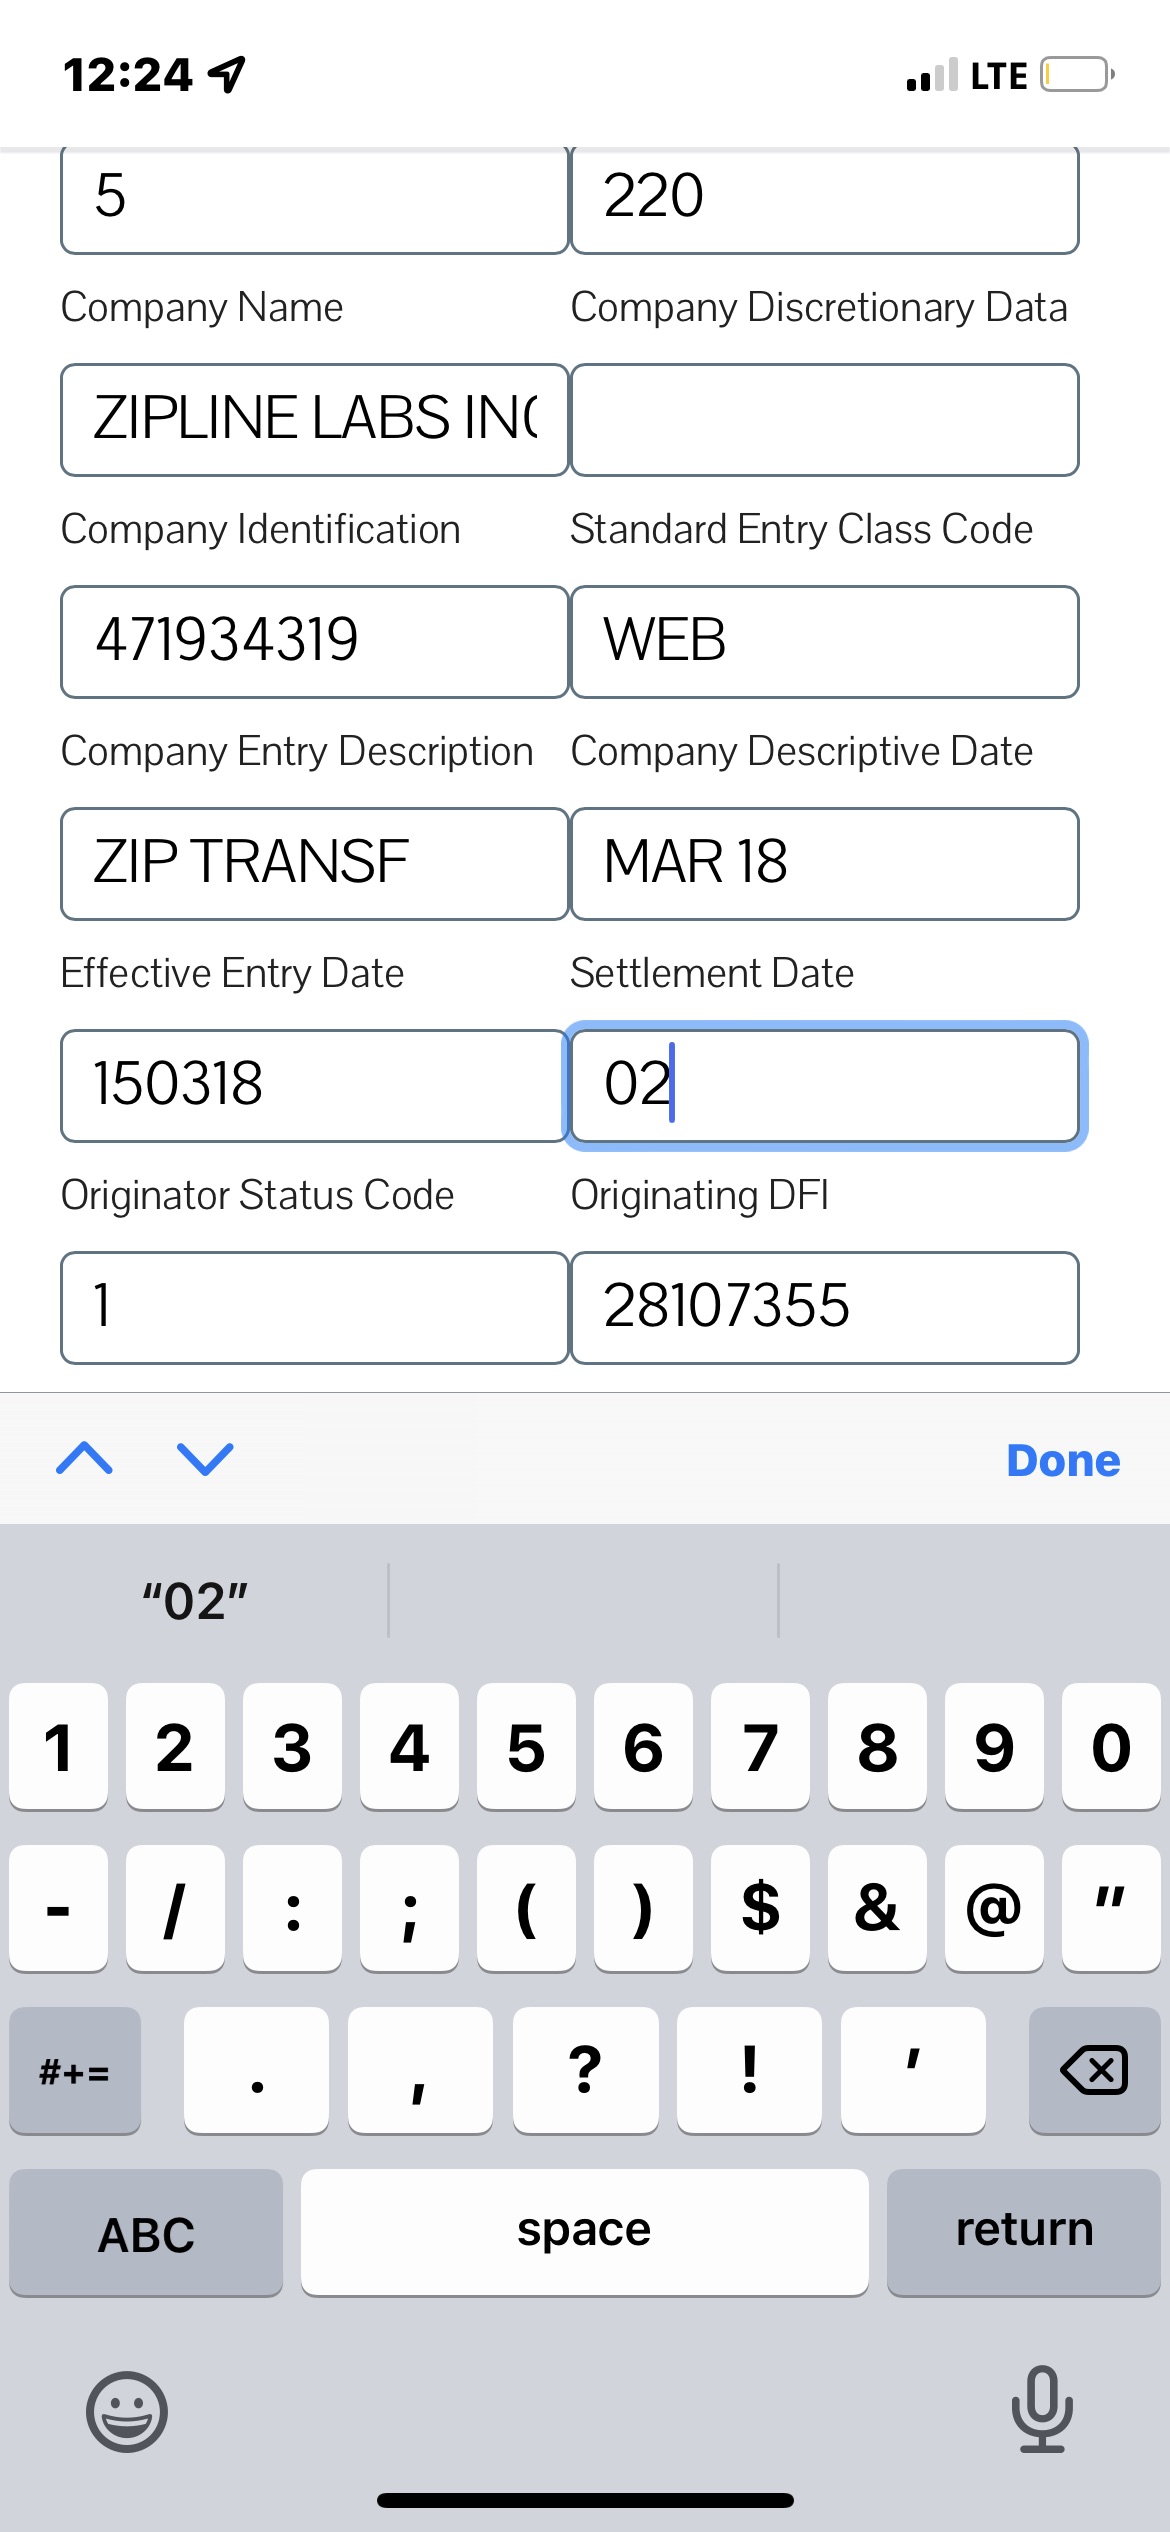 12:24 LTE
5 220
Company Name Company Discretionary Data
ZIPLINE LABS INC
Company Identification Standard Entry Class Code
471934319 WEB
Company Entry Description Company Descriptive Date
ZIP TRANSF MAR 18
Effective Entry Date Settlement Date
150318 02
Originator Status Code Originating DFI
1 28107355
Done
“02”
1 2 3 4 5 6 7 8 9 0
- / : ; ( ) $ & @ "
#+= . , ? ! '
ABC space return